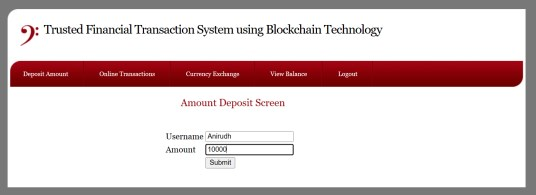 Trusted Financial Transaction System using Blockchain Technology
Deposit Amount Online Transactions Currency Exchange View Balance Logout
Amount Deposit Screen
Username Anirudh
Amount 10000
Submit